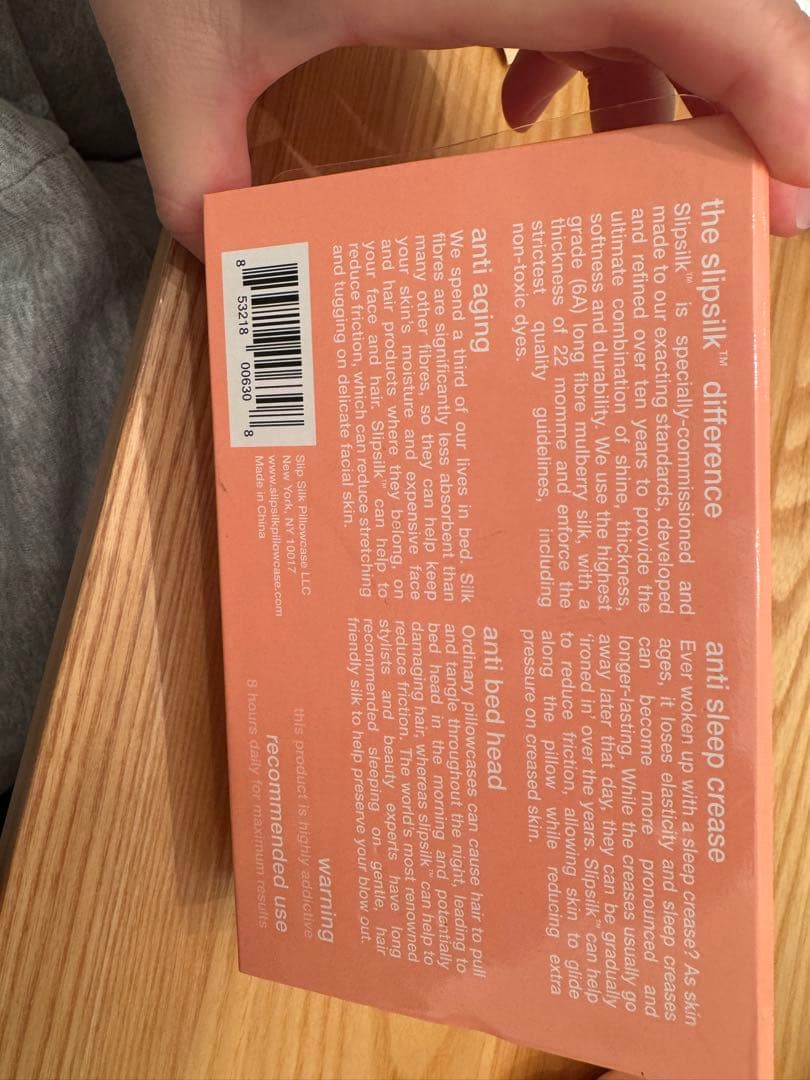 the slipsilk™ difference
Slipsilk™ is specially-commissioned and
made to our exacting standards, developed
and refined over ten years to provide the
ultimate combination of shine, thickness,
softness and durability. We use the highest
grade (6A) long fibre mulberry silk, with a
thickness of 22 momme and enforce the
strictest quality guidelines, including
non-toxic dyes.
anti sleep crease
Ever woken up with a sleep crease? As skin
ages, it loses elasticity and sleep creases
can become more pronounced and
longer-lasting. While the creases usually go
away later that day, they can be gradually
'ironed in' over the years. Slipsilk™ can help
to reduce friction, allowing skin to glide
along the pillow while reducing extra
pressure on creased skin.
anti aging
We spend a third of our lives in bed. Silk
fibres are significantly less absorbent than
many other fibres, so they can help keep
your skin's moisture and expensive face
and hair products where they belong, on
your face and hair. Slipsilk™ can help to
reduce friction, which can reduce stretching
and tugging on delicate facial skin.
anti bed head
Ordinary pillowcases can cause hair to pull
and tangle throughout the night, leading to
bed head in the morning and potentially
damaging hair, whereas slipsilk™ can help to
reduce friction. The world's most renowned
stylists and beauty experts have long
recommended sleeping on gentle, hair
friendly silk to help preserve your blow out.
8 53218 00630 8
Slip Silk Pillowcase LLC
New York, NY 10017
www.slipsilkpillowcase.com
Made in China
warning
this product is highly addictive
recommended use
8 hours daily for maximum results